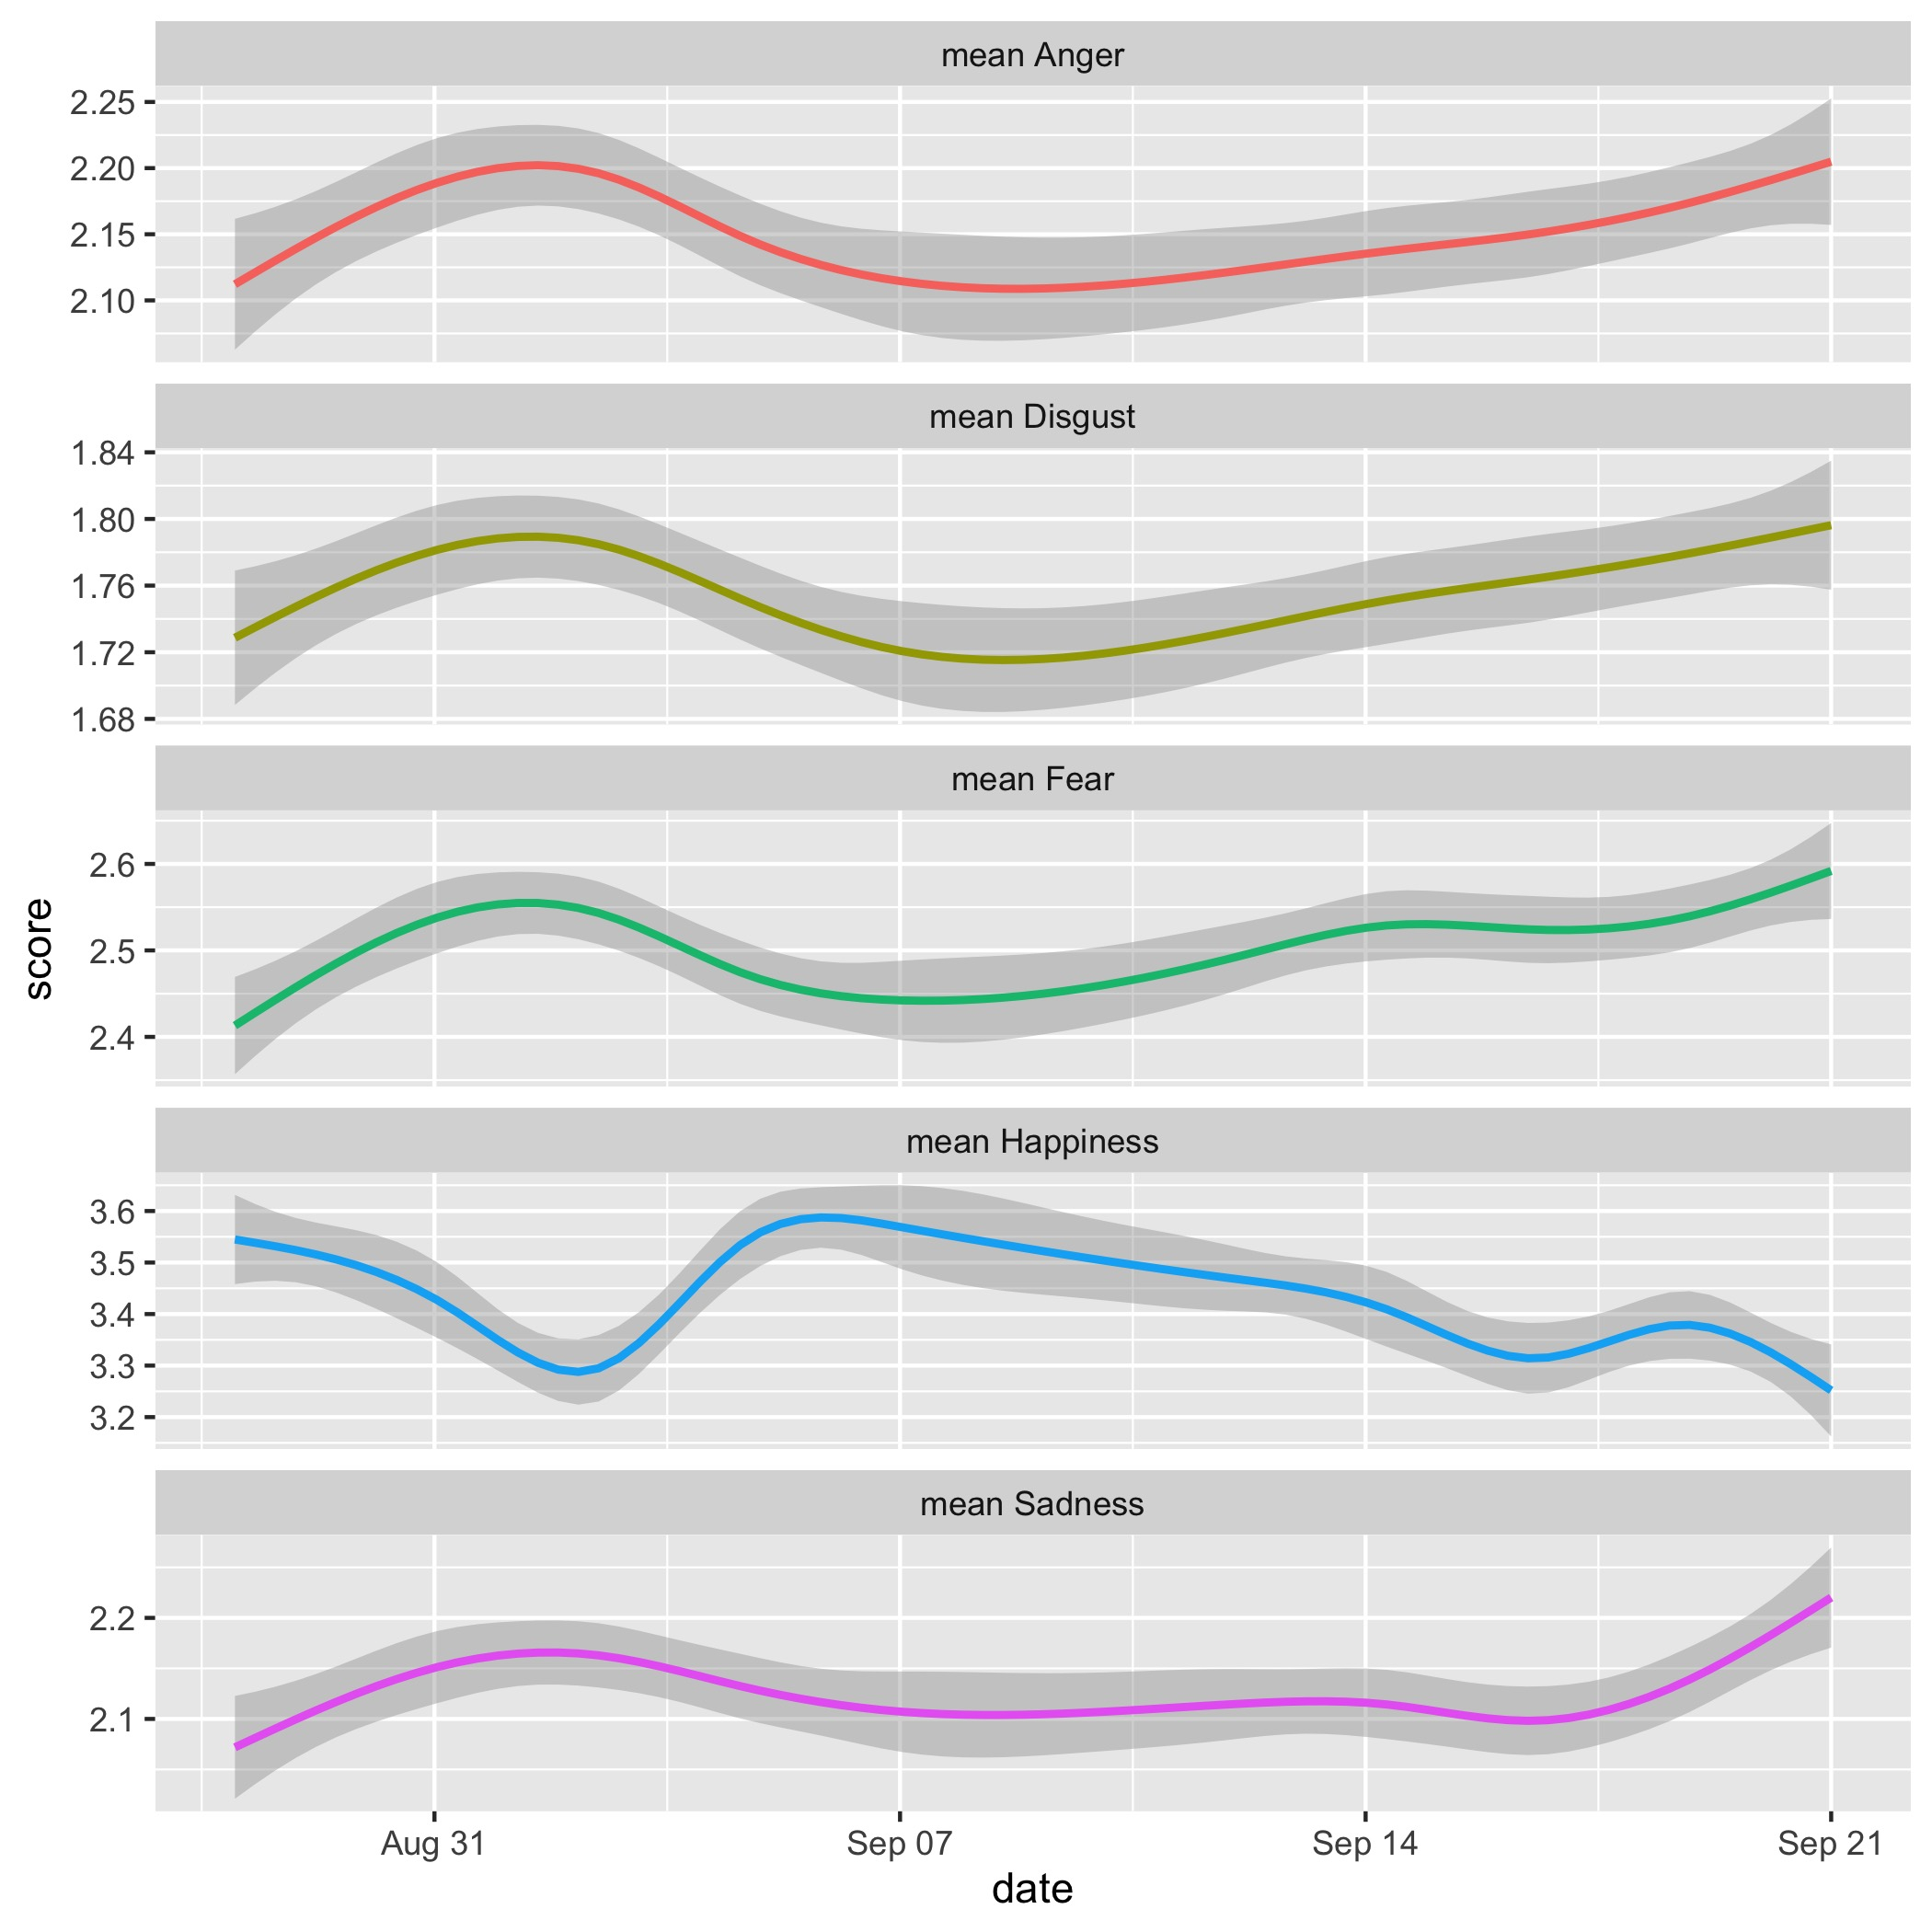 mean Anger
2.25
2.20
2.15
2.10
mean Disgust
1.84
1.80
1.76
1.72
1.68
mean Fear
2.6
2.5
2.4
score
mean Happiness
3.6
3.5
3.4
3.3
3.2
mean Sadness
2.2
2.1
Aug 31 Sep 07 Sep 14 Sep 21
date